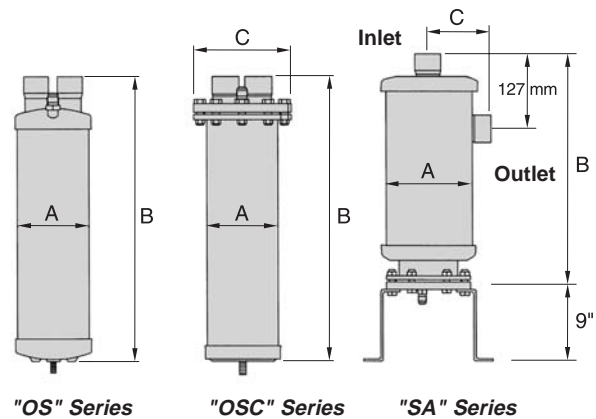 C
C
Inlet
127 mm
A
B
A
B
A
Outlet
B
9"
"OS" Series
"OSC" Series
"SA" Series